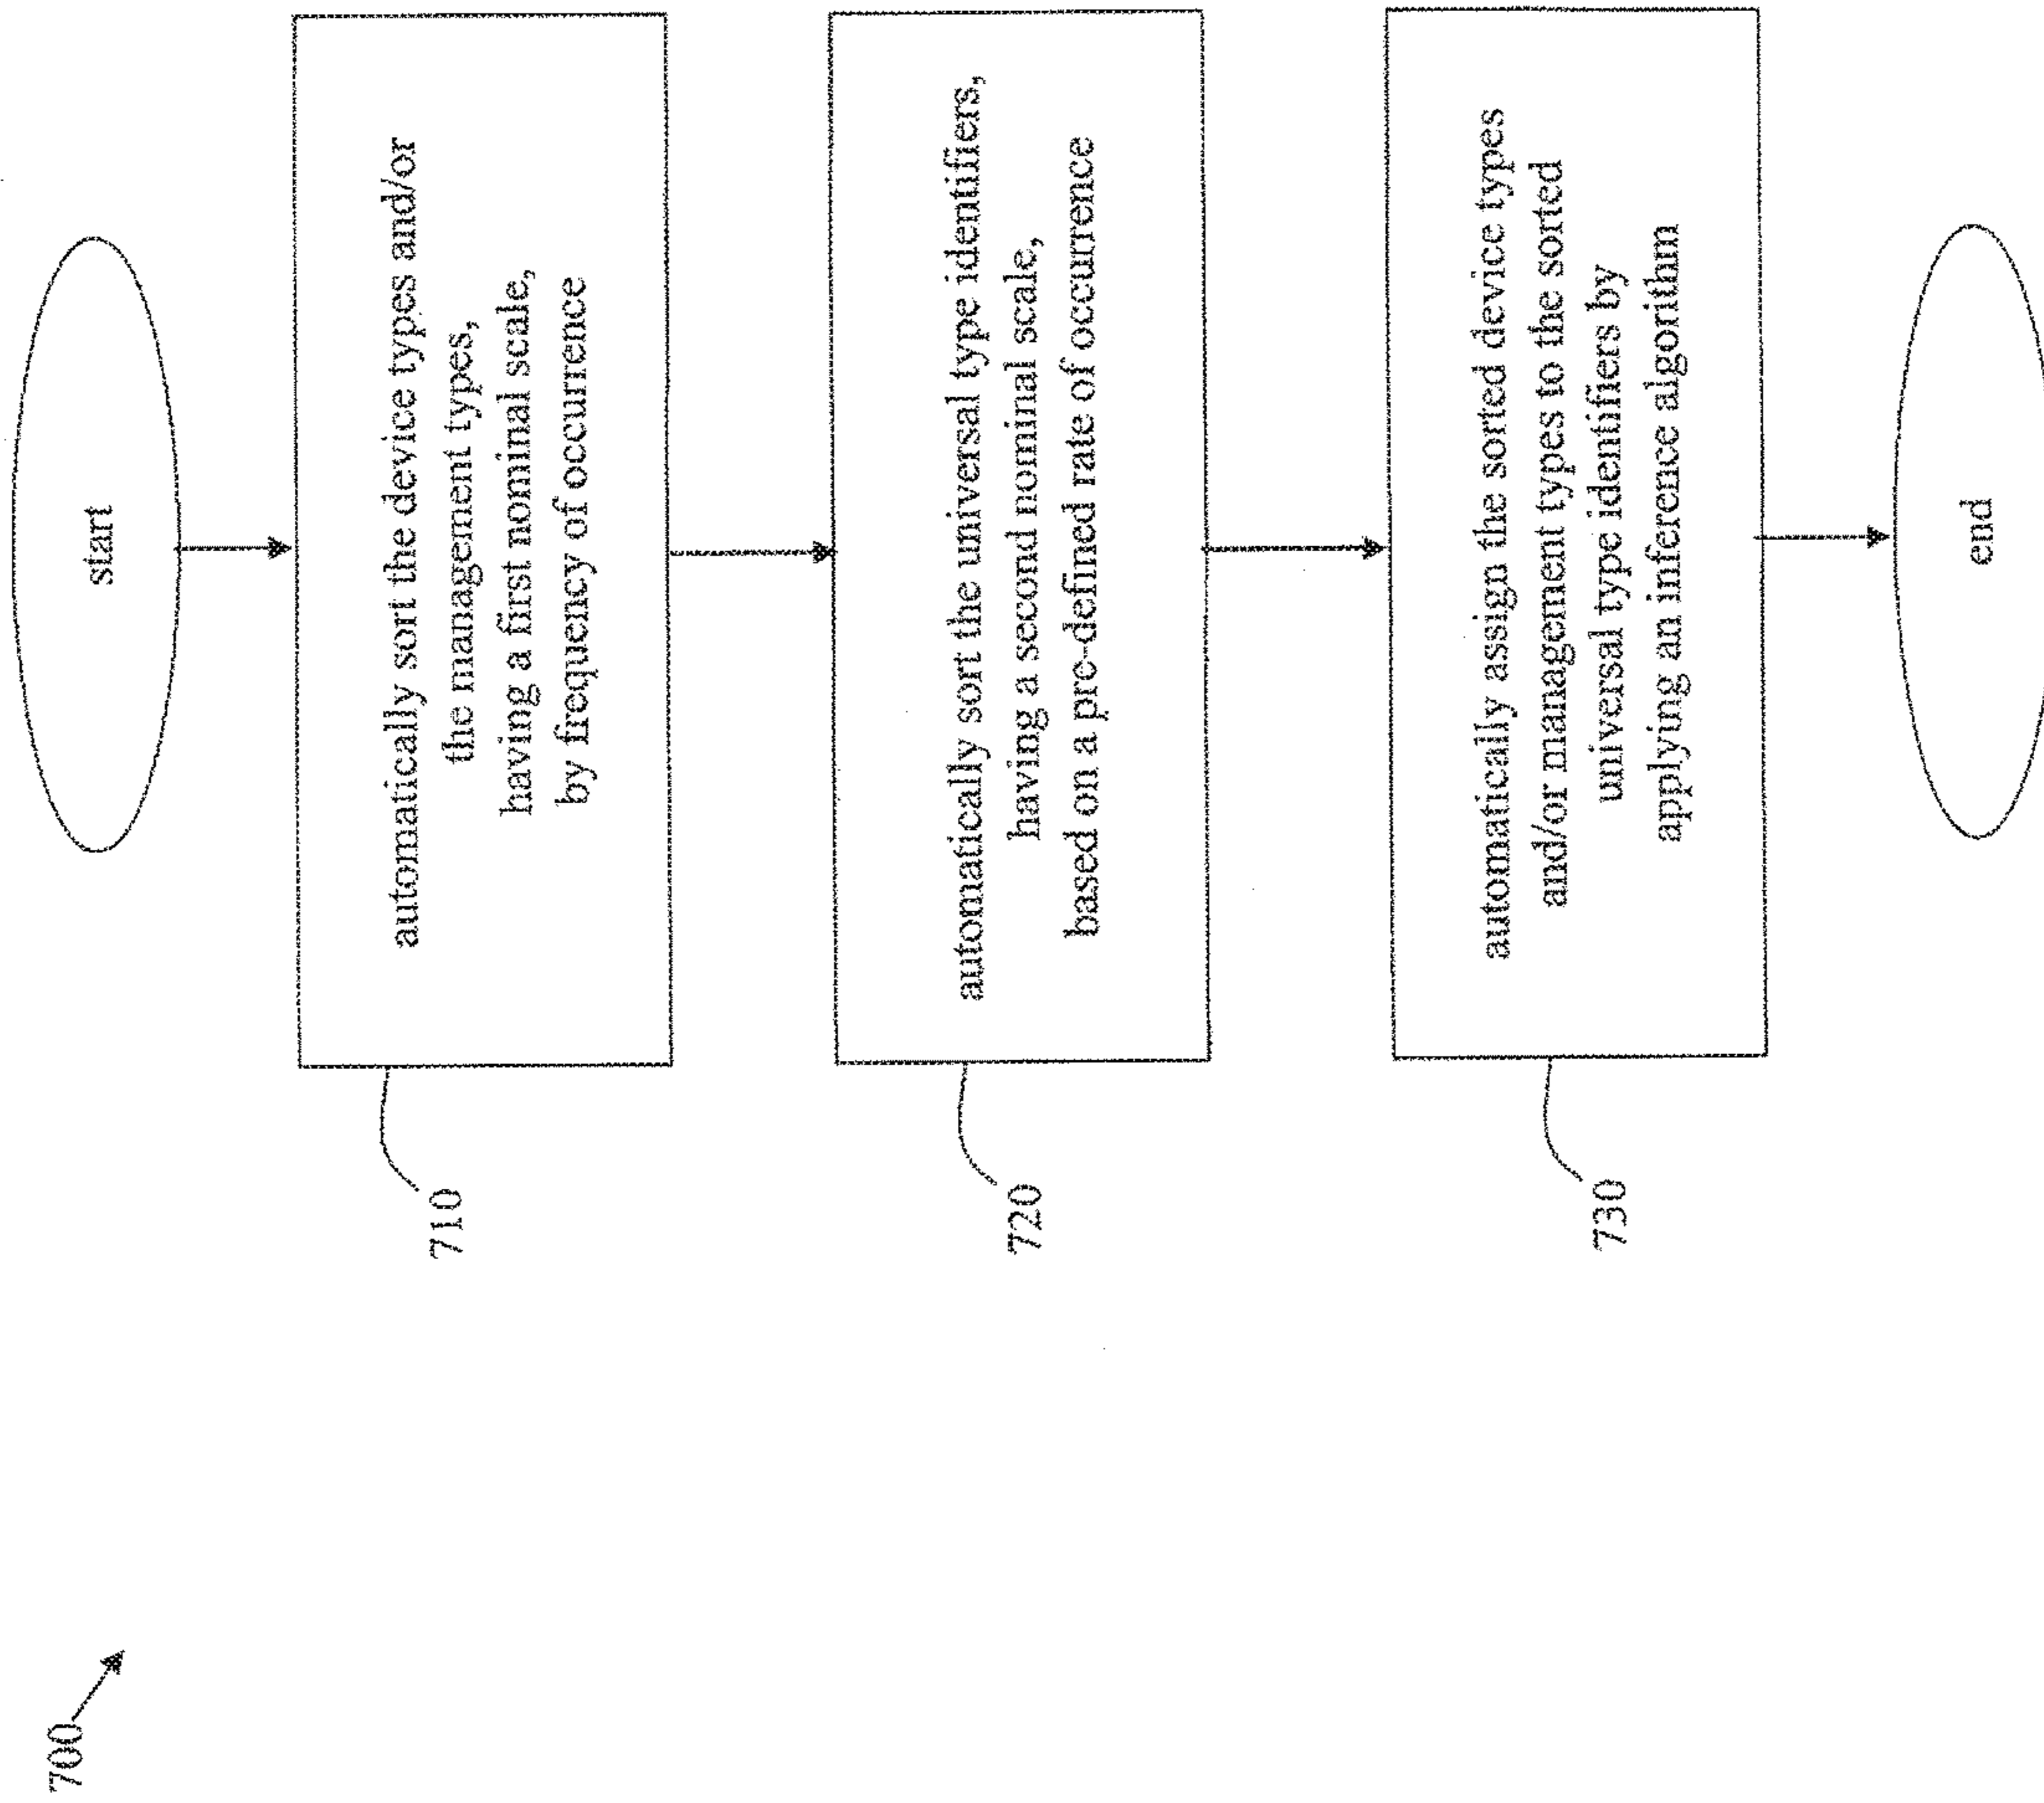 700
start
710
automatically sort the device types and/or
the management types,
having a first nominal scale,
by frequency of occurrence
720
automatically sort the universal type identifiers,
having a second nominal scale,
based on a pre-defined rate of occurrence
730
automatically assign the sorted device types
and/or management types to the sorted
universal type identifiers by
applying an inference algorithm
end